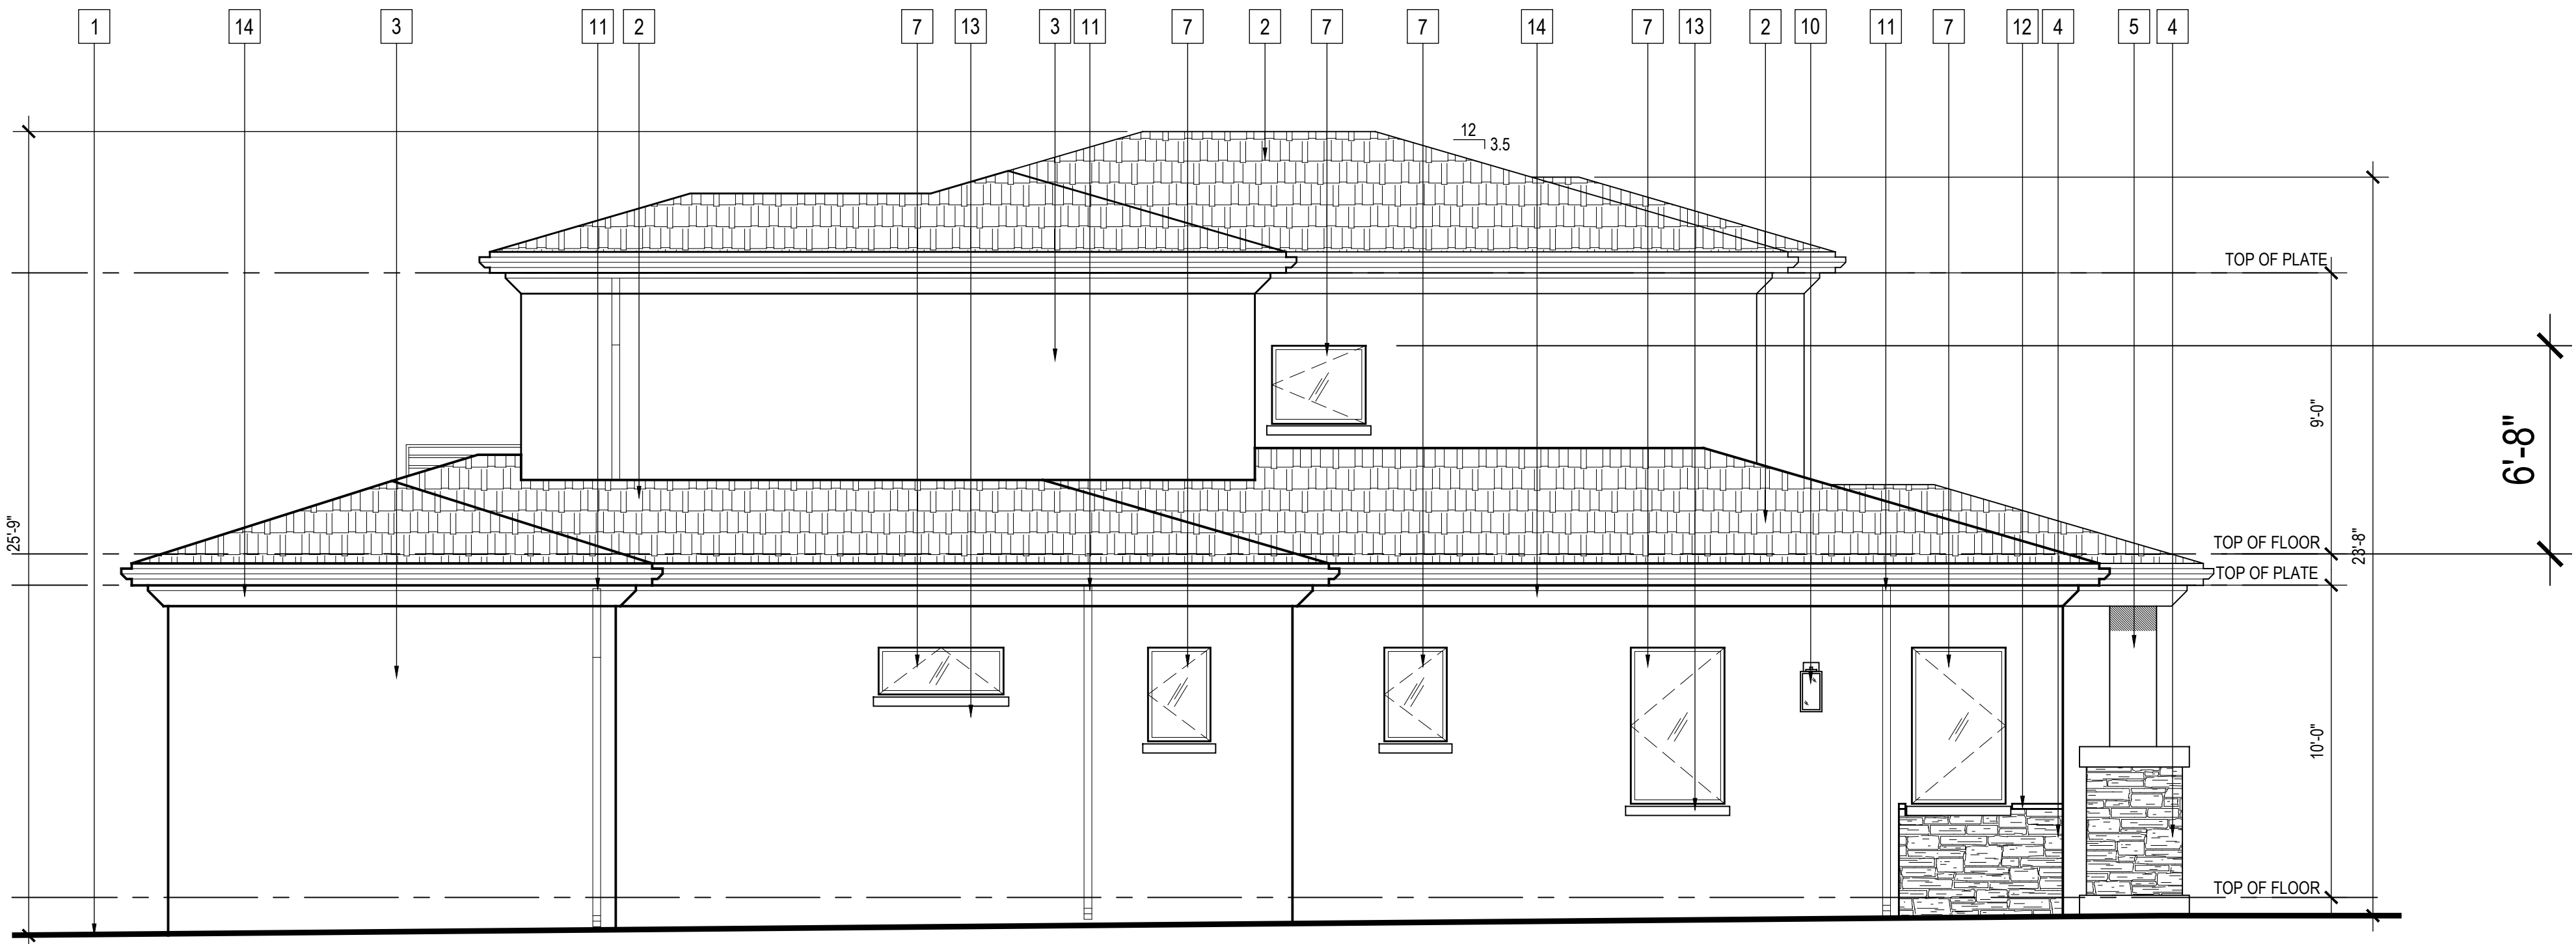 1 14 3 11 2 7 13 3 11 7 2 7 7 14 7 13 2 10 11 7 12 4 5 4
12
3.5
TOP OF PLATE
9'-0"
6'-8"
25'-9"
TOP OF FLOOR
23'-8"
TOP OF PLATE
10'-0"
TOP OF FLOOR